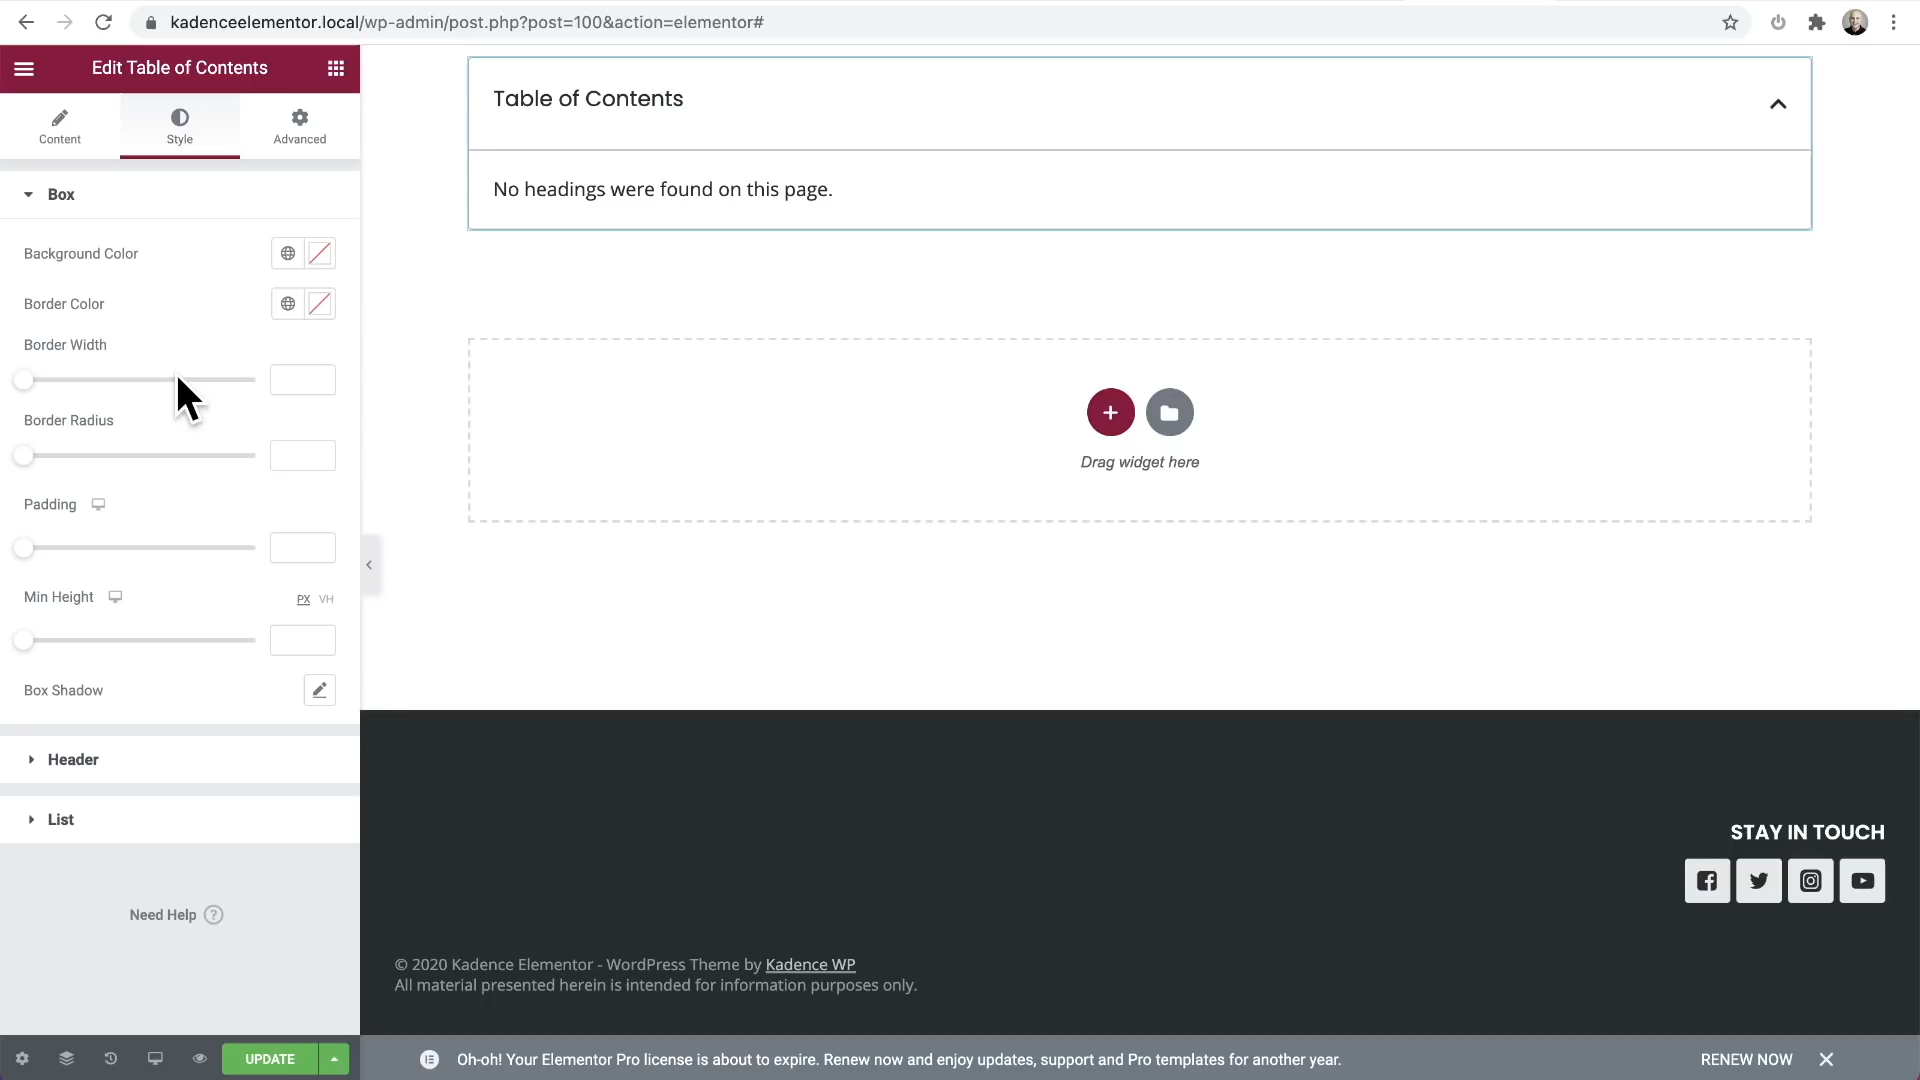 kadenceelementor.local/wp-admin/post.php?post=100&action=elementor#
Edit Table of Contents
Content
Style
Advanced
Box
Background Color
Border Color
Border Width
Border Radius
Padding
Min Height
PX VH
Box Shadow
Header
List
Need Help ?
UPDATE
Table of Contents
No headings were found on this page.
Drag widget here
STAY IN TOUCH
© 2020 Kadence Elementor - WordPress Theme by Kadence WP
All material presented herein is intended for information purposes only.
Oh-oh! Your Elementor Pro license is about to expire. Renew now and enjoy updates, support and Pro templates for another year.
RENEW NOW